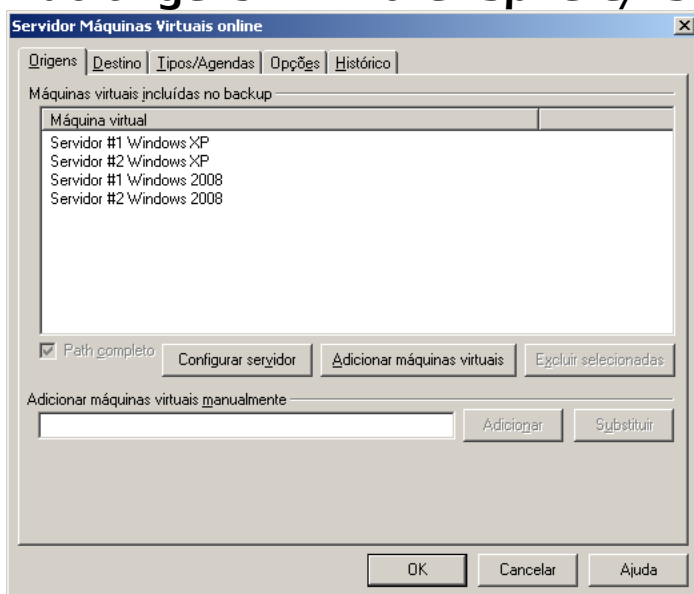 Servidor Máquinas Virtuais online
Origens Destino Tipos/Agendas Opções Histórico
Máquinas virtuais incluídas no backup
Máquina virtual
Servidor #1 Windows XP
Servidor #2 Windows XP
Servidor #1 Windows 2008
Servidor #2 Windows 2008
Path completo Configurar servidor Adicionar máquinas virtuais Excluir selecionadas
Adicionar máquinas virtuais manualmente
Adicionar Substituir
OK Cancelar Ajuda